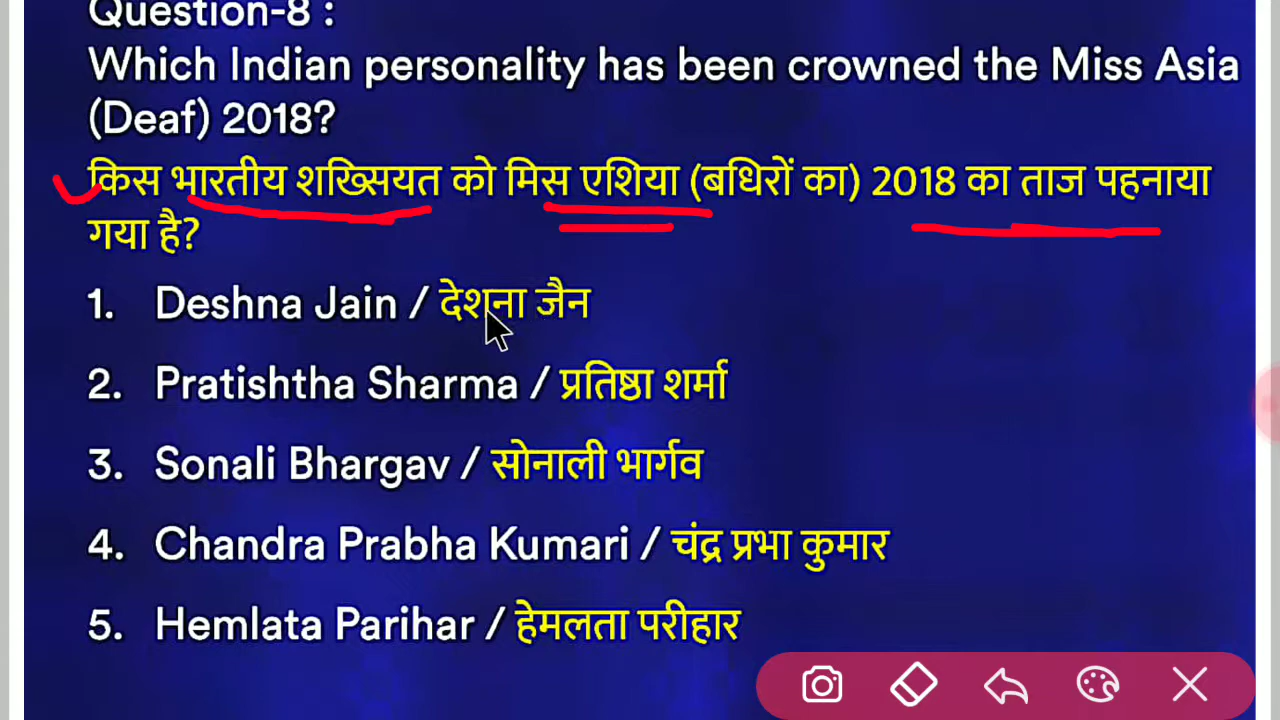 Question-8 :
Which Indian personality has been crowned the Miss Asia
(Deaf) 2018?
किस भारतीय शख्सियत को मिस एशिया (बधिरों का) 2018 का ताज पहनाया
गया है?
1. Deshna Jain / देशना जैन
2. Pratishtha Sharma / प्रतिष्ठा शर्मा
3. Sonali Bhargav / सोनाली भार्गव
4. Chandra Prabha Kumari / चंद्र प्रभा कुमार
5. Hemlata Parihar / हेमलता परीहार